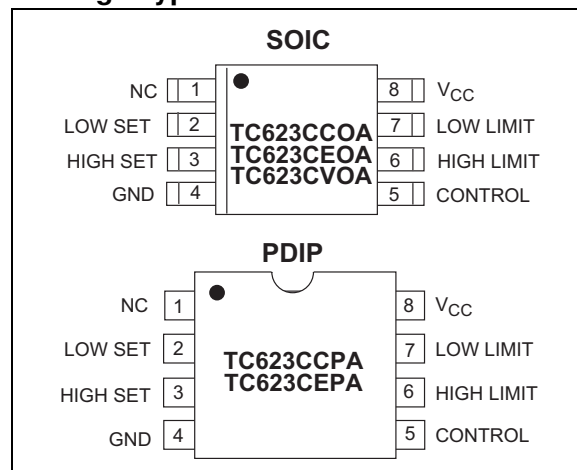 SOIC
NC 1 8 VCC
LOW SET 2 7 LOW LIMIT
HIGH SET 3 6 HIGH LIMIT
GND 4 5 CONTROL
TC623CCOA
TC623CEOA
TC623CVOA
PDIP
NC 1 8 VCC
LOW SET 2 7 LOW LIMIT
HIGH SET 3 6 HIGH LIMIT
GND 4 5 CONTROL
TC623CCPA
TC623CEPA